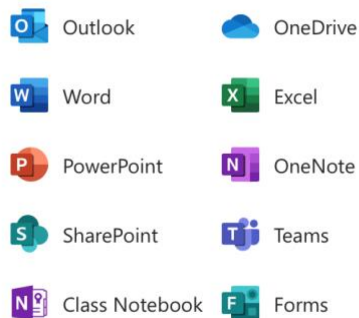 Outlook OneDrive
Word Excel
PowerPoint OneNote
SharePoint Teams
Class Notebook Forms